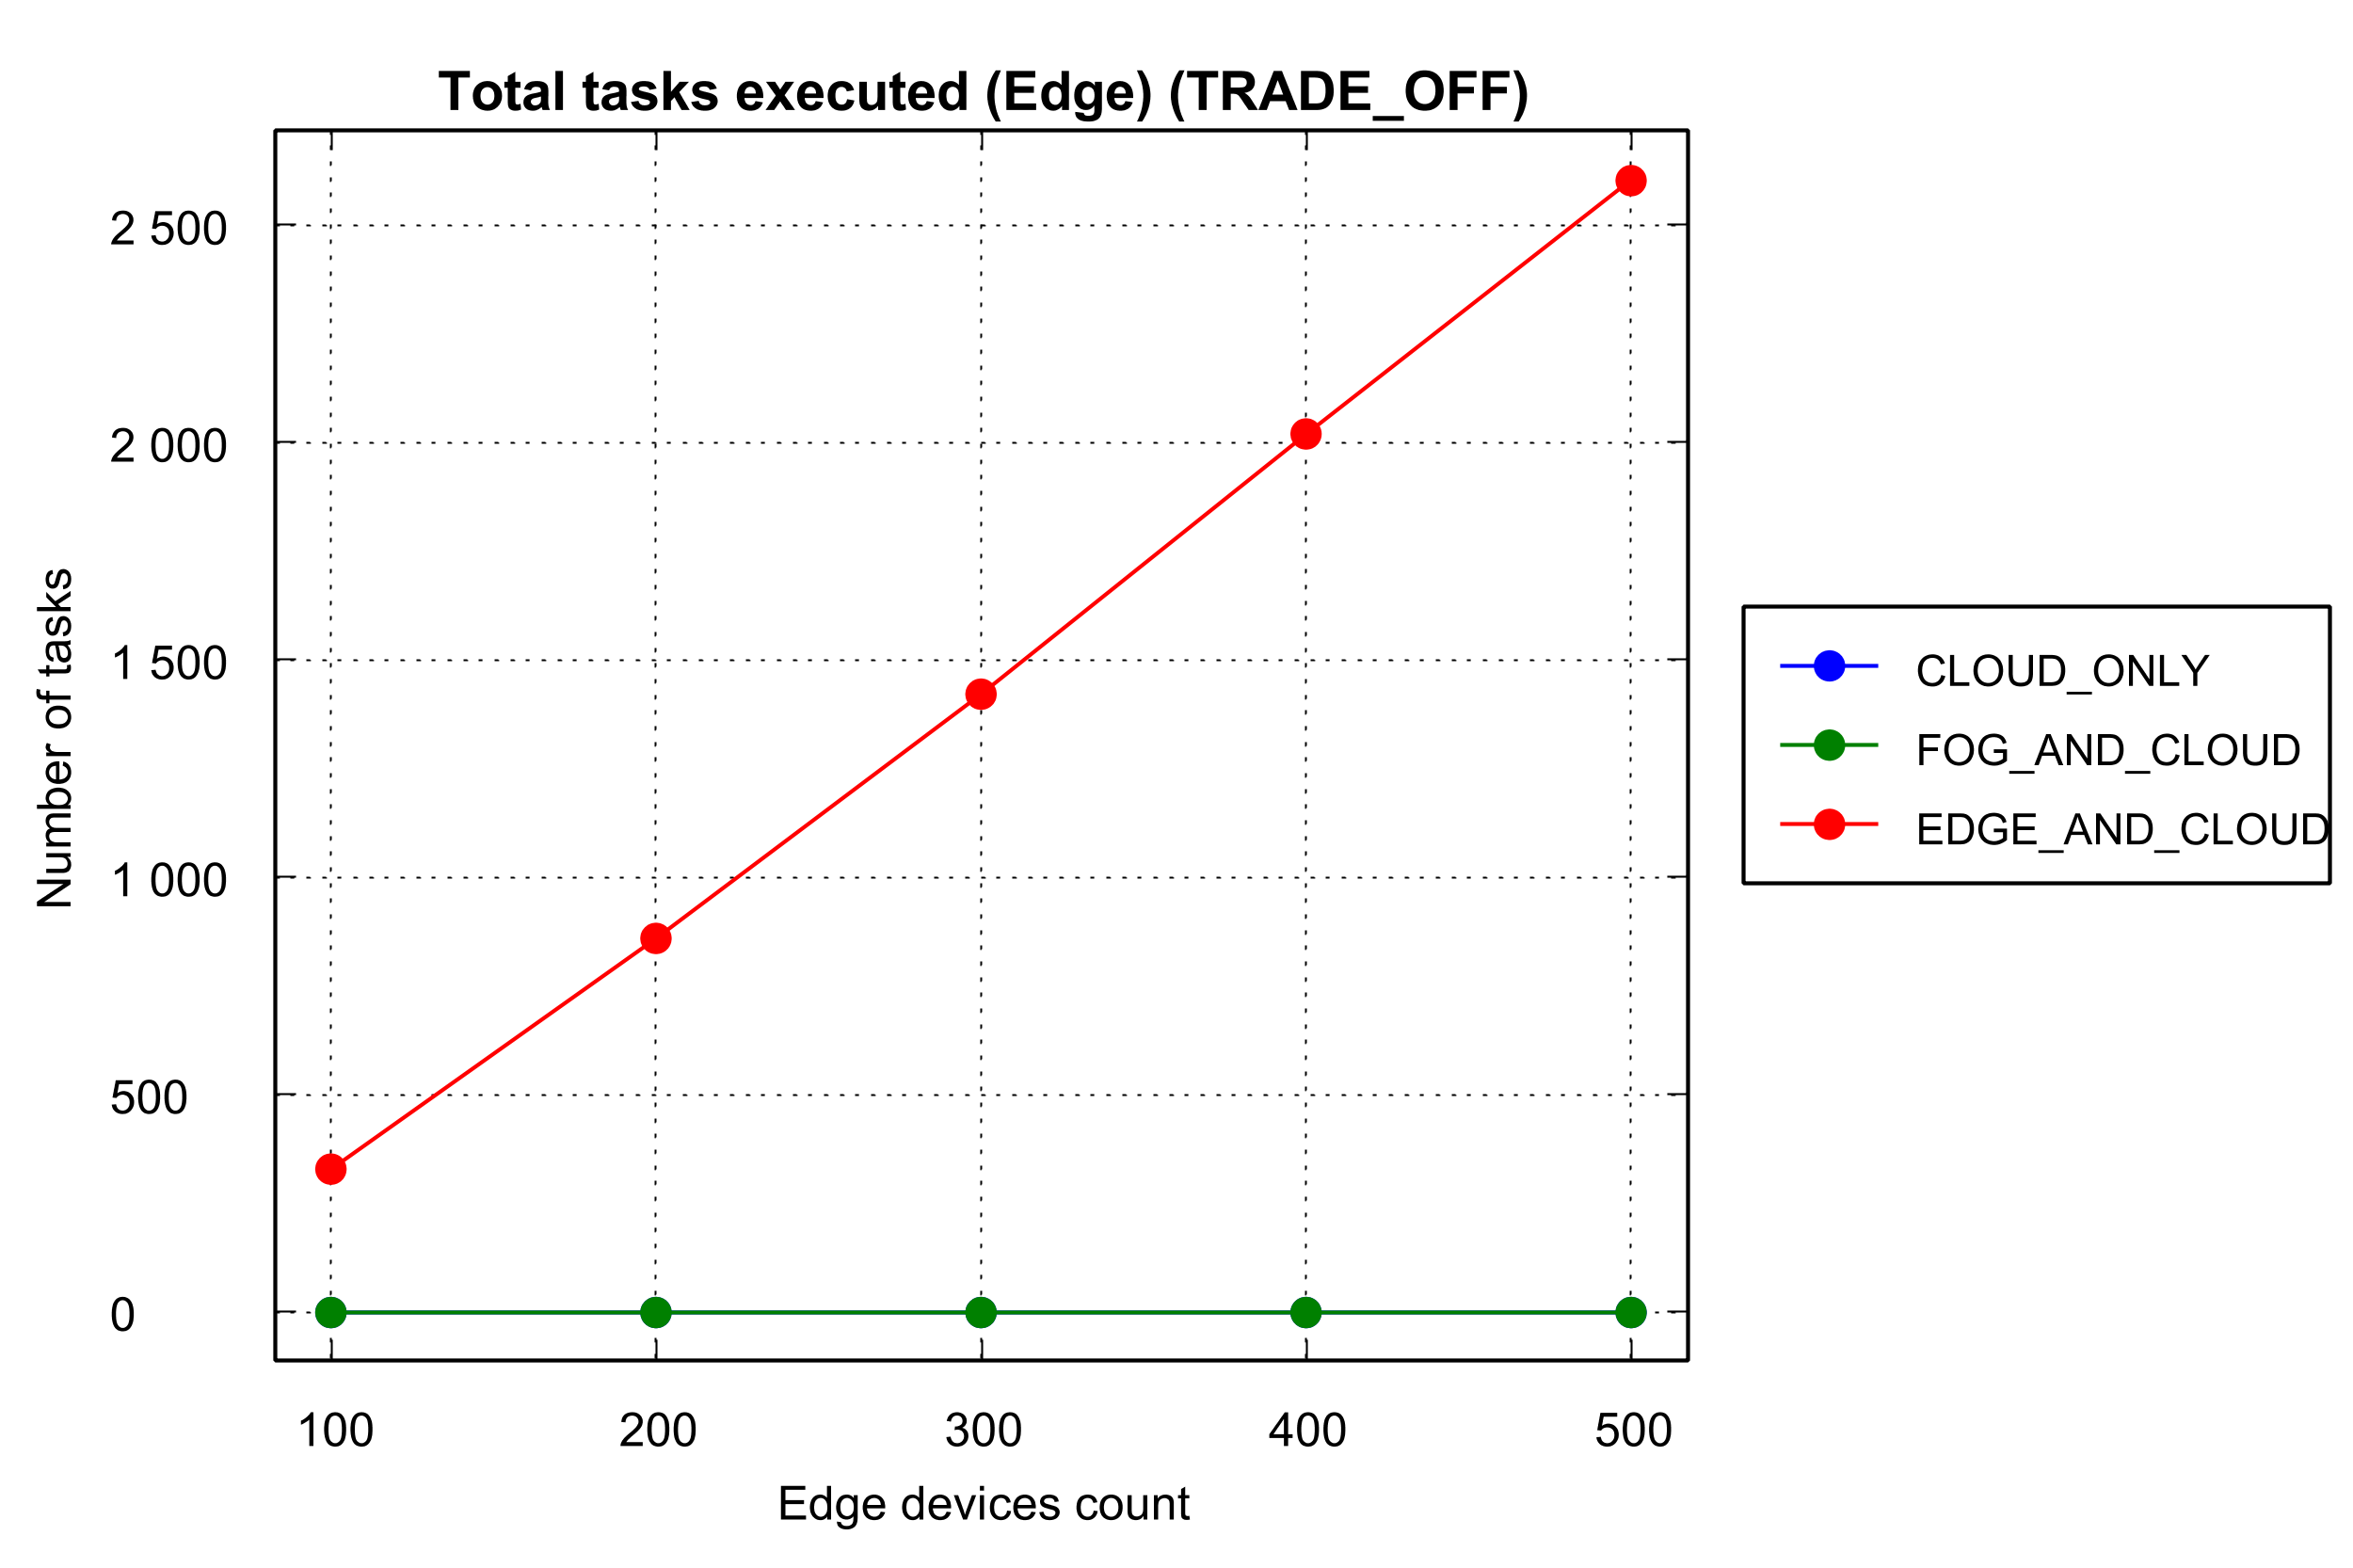 Total tasks executed (Edge) (TRADE_OFF)
Number of tasks
2 500
2 000
1 500
1 000
500
0
100 200 300 400 500
Edge devices count
CLOUD_ONLY
FOG_AND_CLOUD
EDGE_AND_CLOUD